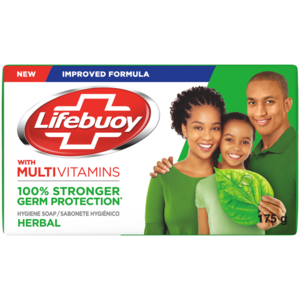 NEW
IMPROVED FORMULA
Lifebuoy
WITH
MULTIVITAMINS
100% STRONGER
GERM PROTECTION*
HYGIENE SOAP/SABONETE HIGIÉNICO
HERBAL
175 g